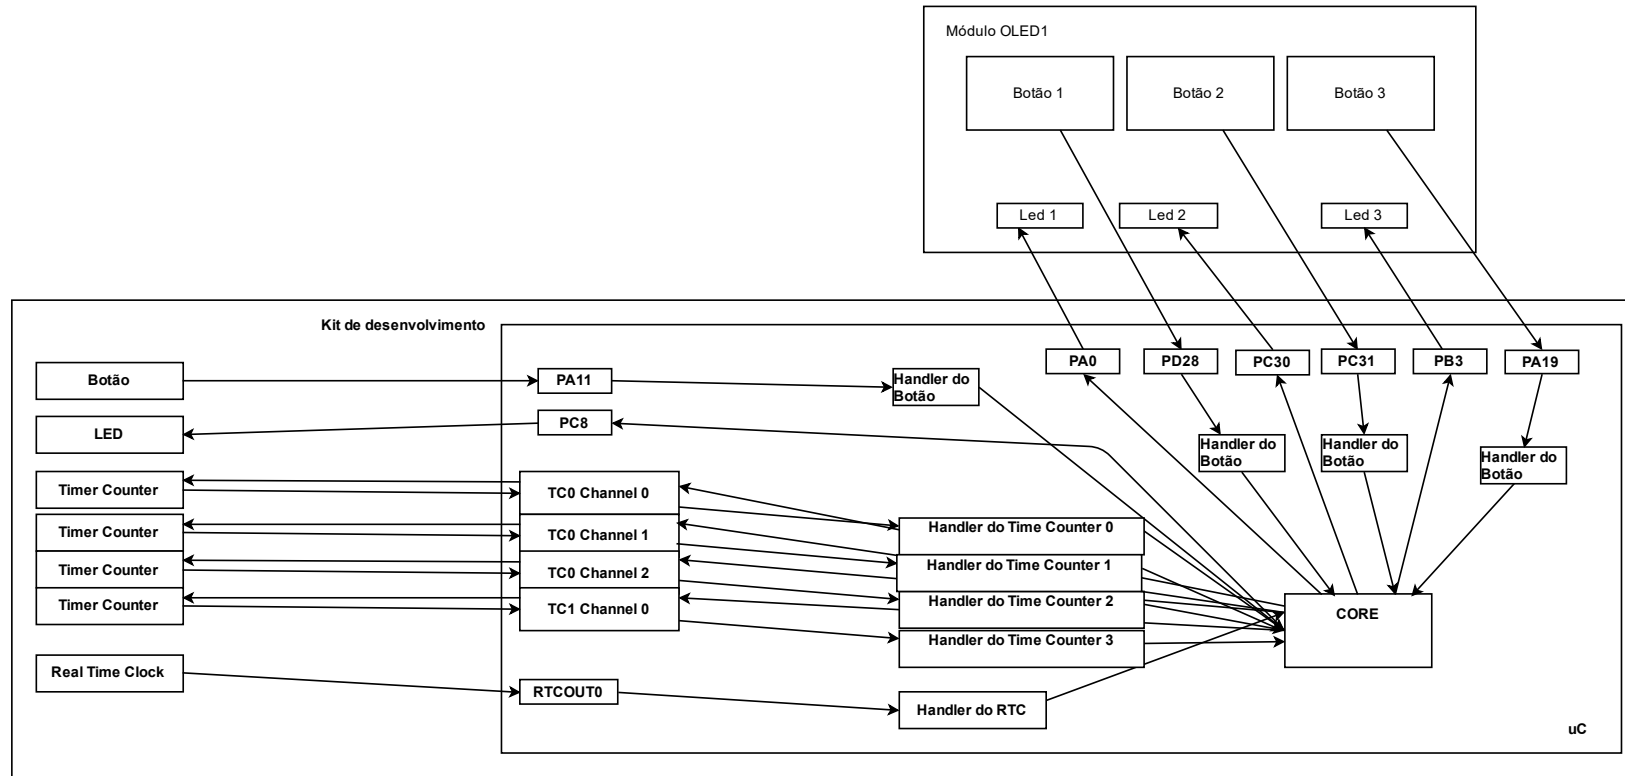 Módulo OLED1
Botão 1
Botão 2
Botão 3
Led 1
Led 2
Led 3
Kit de desenvolvimento
PA0
PD28
PC30
PC31
PB3
PA19
Botão
PA11
Handler do
Botão
LED
PC8
Handler do
Botão
Handler do
Botão
Handler do
Botão
Timer Counter
TC0 Channel 0
Handler do Time Counter 0
Timer Counter
TC0 Channel 1
Handler do Time Counter 1
Timer Counter
TC0 Channel 2
Handler do Time Counter 2
Timer Counter
TC1 Channel 0
Handler do Time Counter 3
CORE
Real Time Clock
RTCOUT0
Handler do RTC
uC